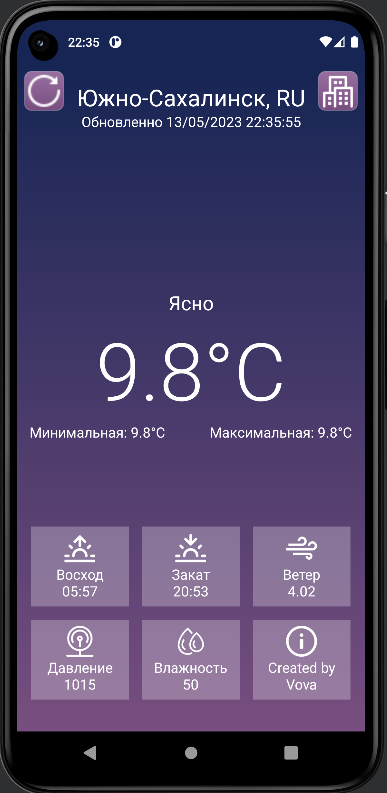 22:35
Южно-Сахалинск, RU
Обновленно 13/05/2023 22:35:55
Ясно
9.8°C
Минимальная: 9.8°C Максимальная: 9.8°C
Восход
05:57
Закат
20:53
Ветер
4.02
Давление
1015
Влажность
50
Created by
Vova